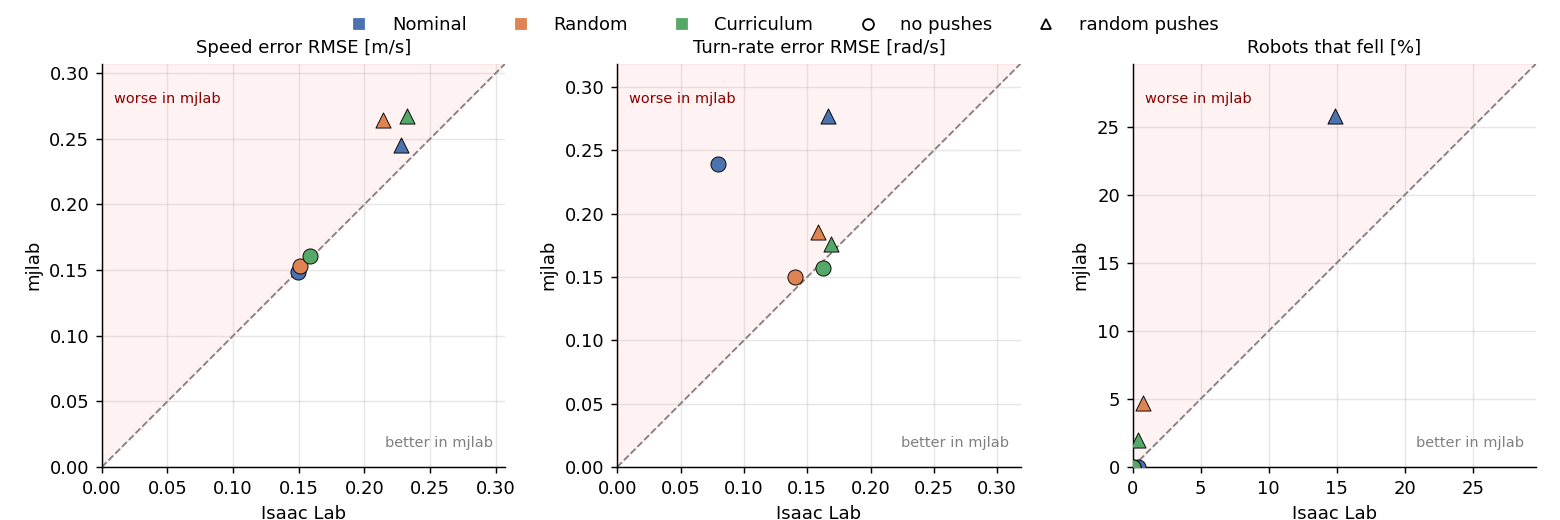 Nominal Random Curriculum no pushes random pushes
Speed error RMSE [m/s]
0.30
0.25
0.20
0.15
0.10
0.05
0.00
mjlab
worse in mjlab
better in mjlab
0.00 0.05 0.10 0.15 0.20 0.25 0.30
Isaac Lab
Turn-rate error RMSE [rad/s]
0.30
0.25
0.20
0.15
0.10
0.05
0.00
mjlab
worse in mjlab
better in mjlab
0.00 0.05 0.10 0.15 0.20 0.25 0.30
Isaac Lab
Robots that fell [%]
25
20
15
10
5
0
mjlab
worse in mjlab
better in mjlab
0 5 10 15 20 25
Isaac Lab